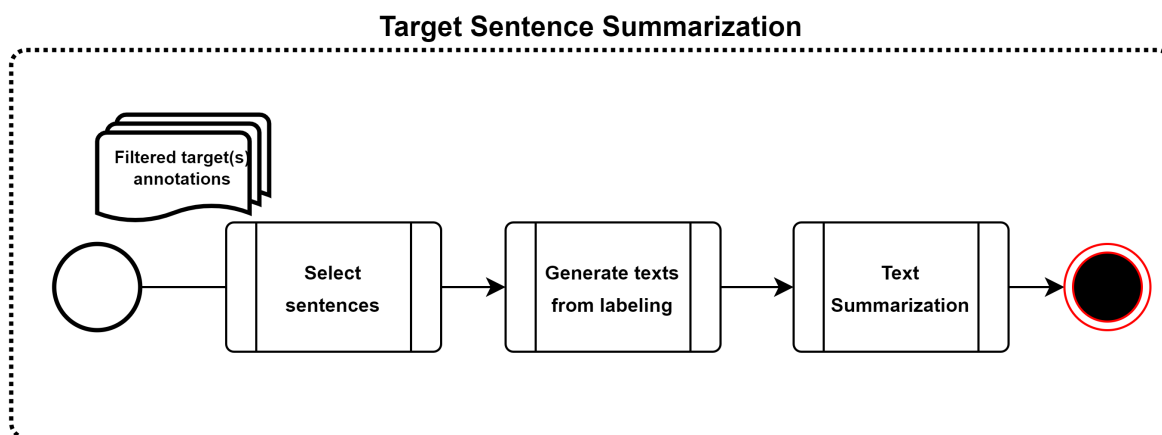 Target Sentence Summarization
Filtered target(s)
annotations
Select
sentences
Generate texts
from labeling
Text
Summarization